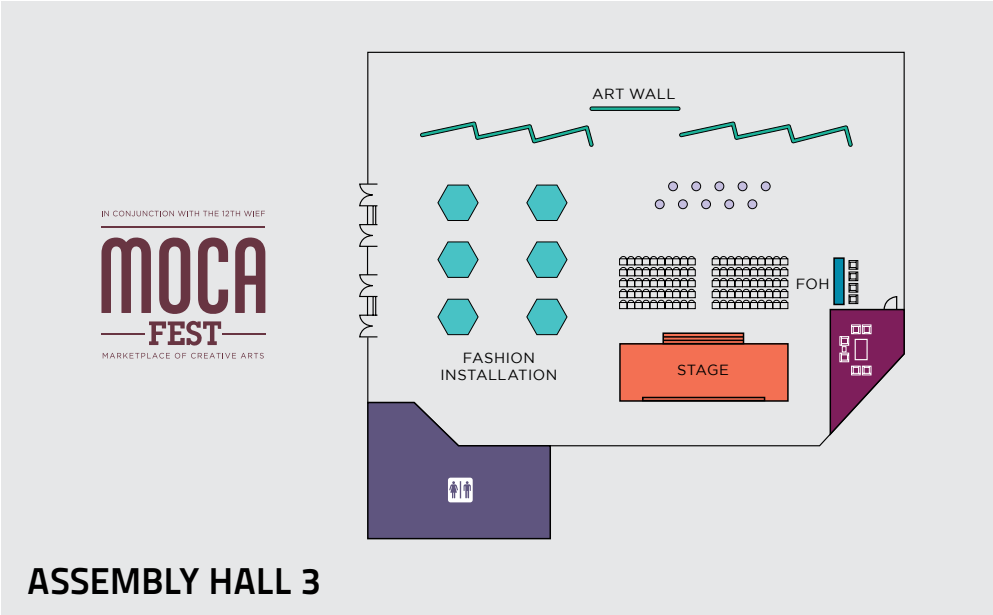 ART WALL
IN CONJUNCTION WITH THE 12TH WIEF
MOCA
FEST
MARKETPLACE OF CREATIVE ARTS
FOH
FASHION
INSTALLATION
STAGE
ASSEMBLY HALL 3